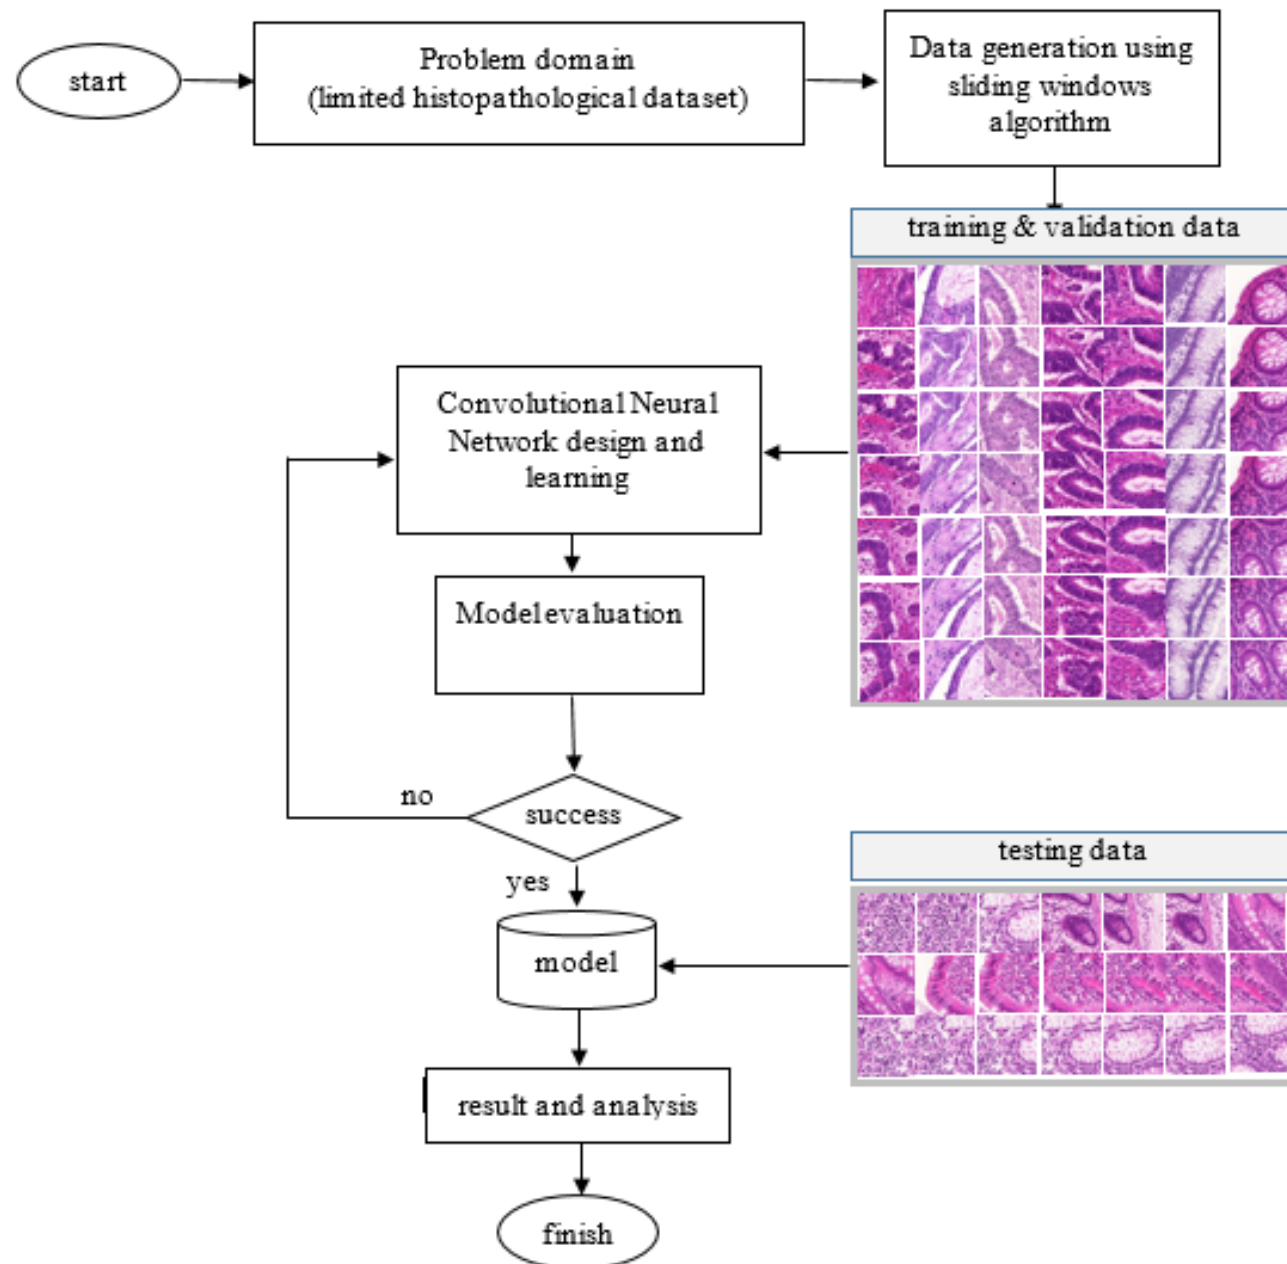 start
Problem domain
(limited histopathological dataset)
Data generation using
sliding windows
algorithm
training & validation data
Convolutional Neural
Network design and
learning
Model evaluation
success
no
yes
testing data
model
result and analysis
finish